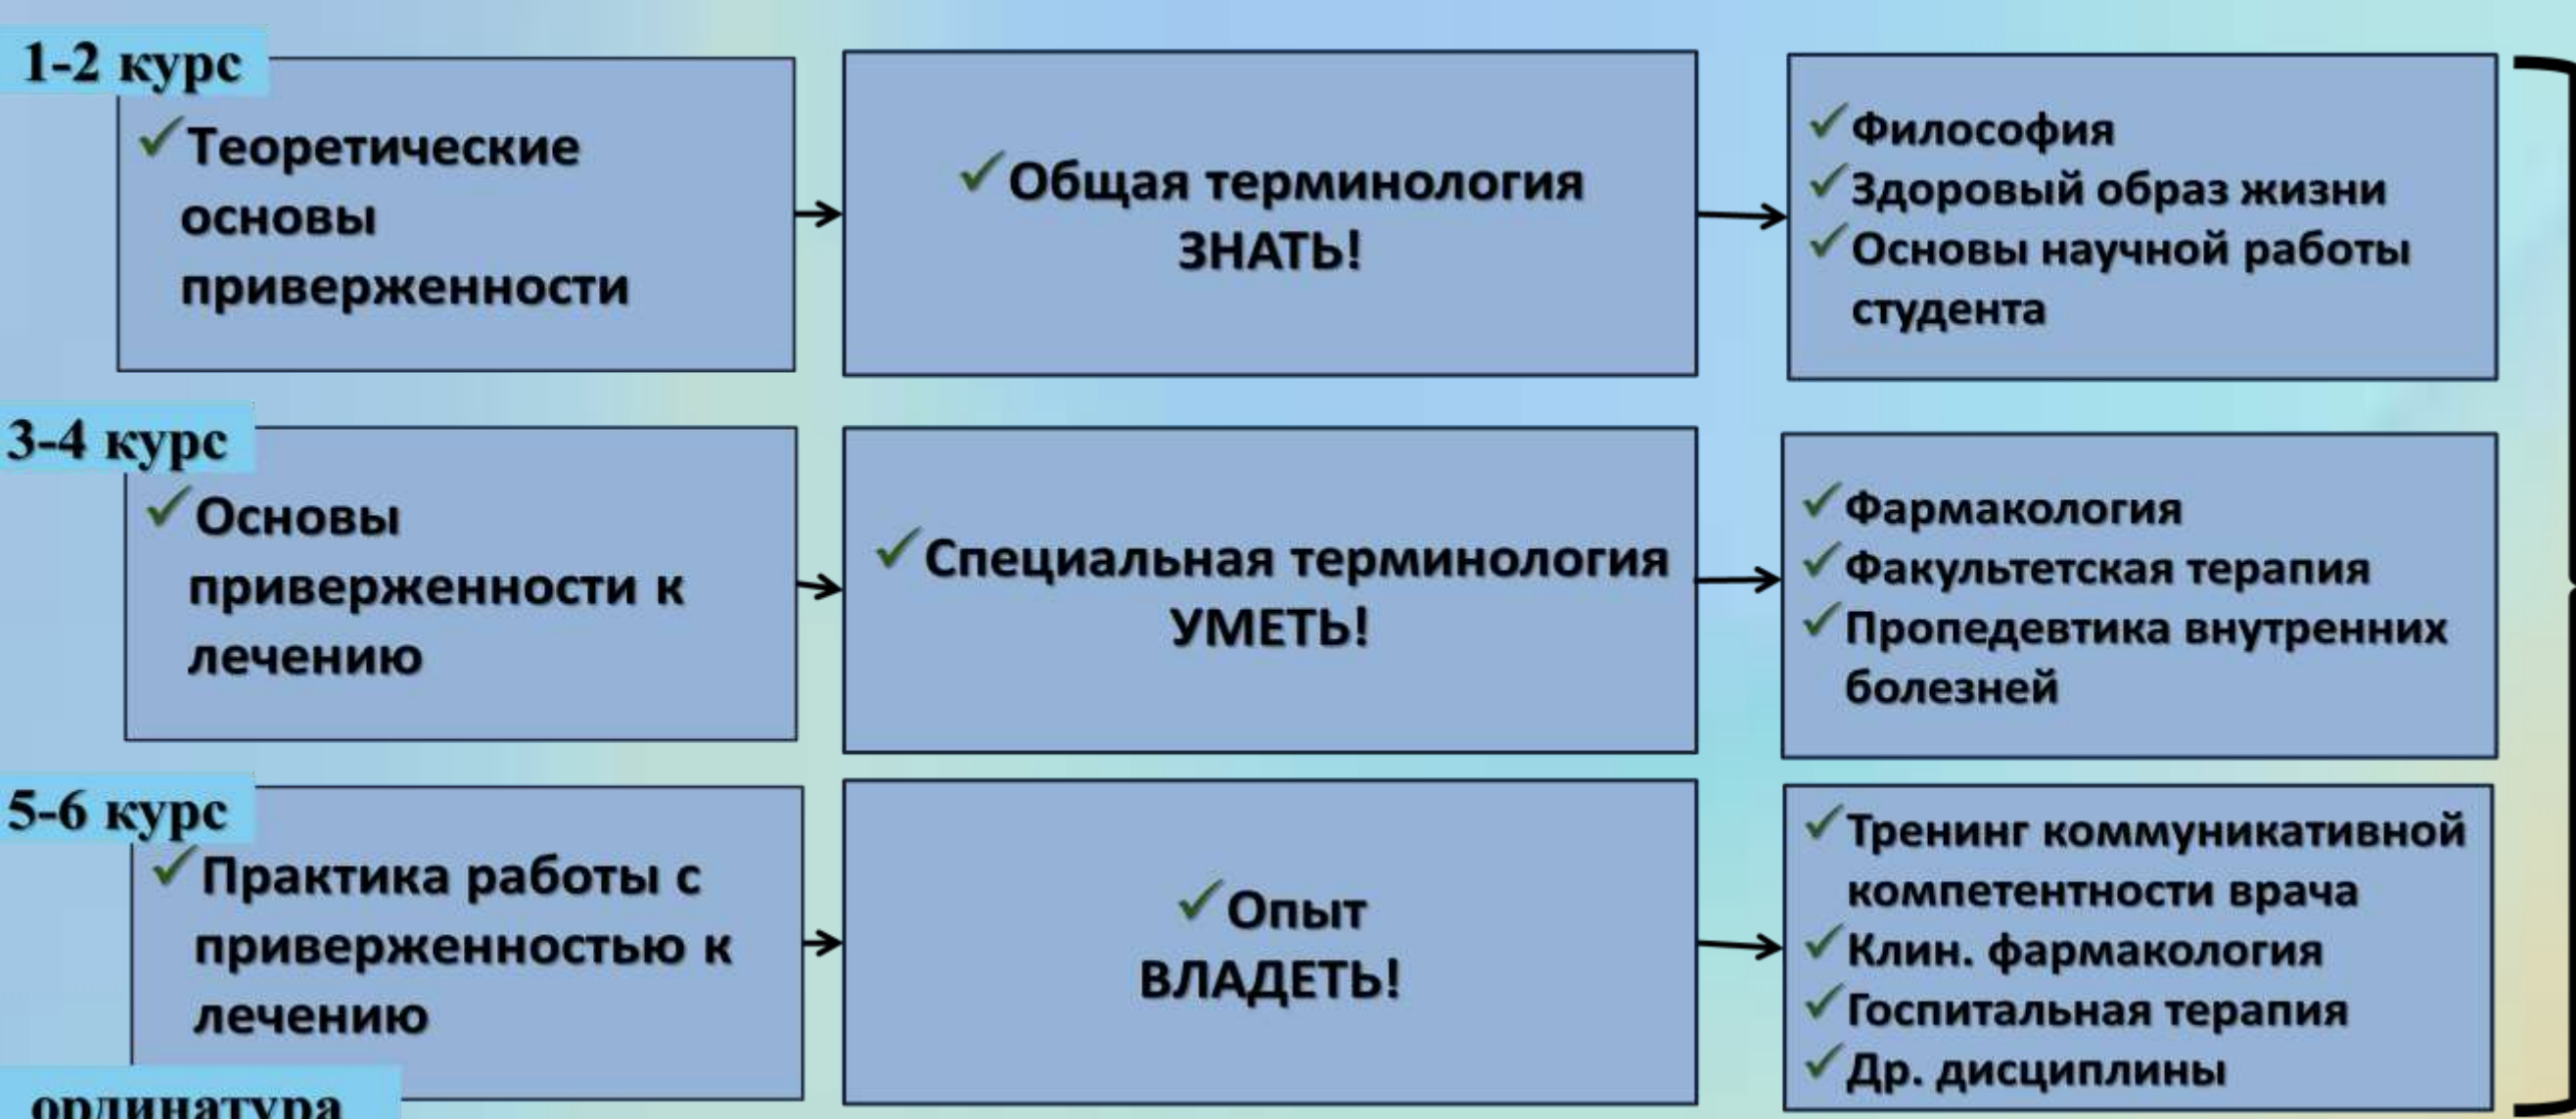 1-2 курс
Теоретические
основы
приверженности
Общая терминология
ЗНАТЬ!
Философия
Здоровый образ жизни
Основы научной работы
студента
3-4 курс
Основы
приверженности к
лечению
Специальная терминология
УМЕТЬ!
Фармакология
Факультетская терапия
Пропедевтика внутренних
болезней
5-6 курс
Практика работы с
приверженностью к
лечению
Опыт
ВЛАДЕТЬ!
Тренинг коммуникативной
компетентности врача
Клин. фармакология
Госпитальная терапия
Др. дисциплины
ординатура